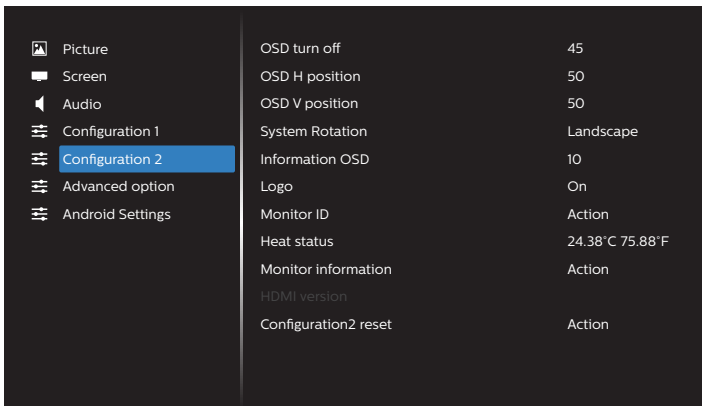 Picture
Screen
Audio
Configuration 1
Configuration 2
Advanced option
Android Settings
OSD turn off 45
OSD H position 50
OSD V position 50
System Rotation Landscape
Information OSD 10
Logo On
Monitor ID Action
Heat status 24.38°C 75.88°F
Monitor information Action
HDMI version
Configuration2 reset Action